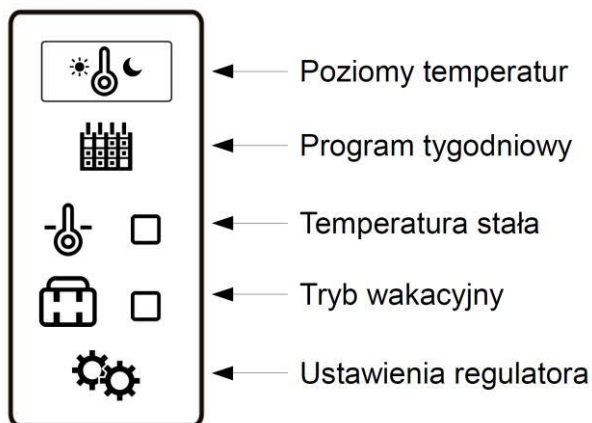 Poziomy temperatur
Program tygodniowy
Temperatura stała
Tryb wakacyjny
Ustawienia regulatora